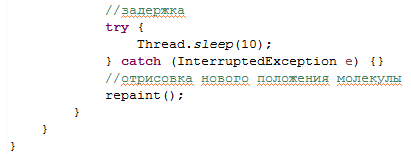 //задержка
try {
Thread.sleep(10);
} catch (InterruptedException e) {}
//отрисовка нового положения молекулы
repaint();
}
}
}